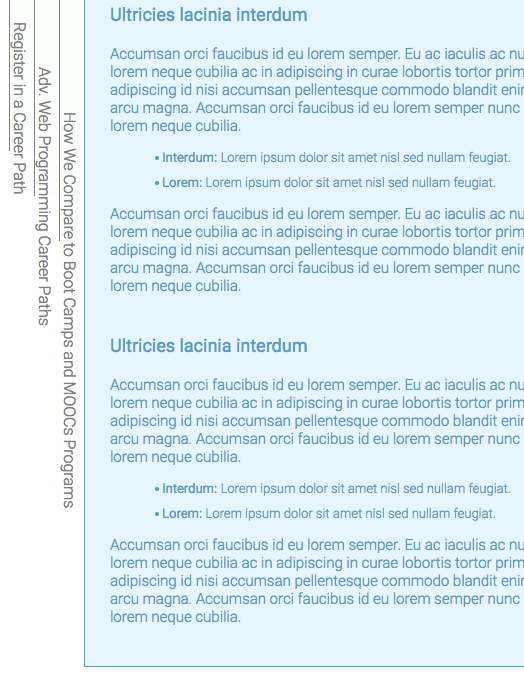 Register in a Career Path
Adv. Web Programming Career Paths
How We Compare to Boot Camps and MOOCs Programs
Ultricies lacinia interdum
Accumsan orci faucibus id eu lorem semper. Eu ac iaculis ac nu
lorem neque cubilia ac in adipiscing in curae lobortis tortor prim
adipiscing id nisi accumsan pellentesque commodo blandit enim
arcu magna. Accumsan orci faucibus id eu lorem semper nunc
lorem neque cubilia.
• Interdum: Lorem ipsum dolor sit amet nisl sed nullam feugiat.
• Lorem: Lorem ipsum dolor sit amet nisl sed nullam feugiat.
Accumsan orci faucibus id eu lorem semper. Eu ac iaculis ac nu
lorem neque cubilia ac in adipiscing in curae lobortis tortor prim
adipiscing id nisi accumsan pellentesque commodo blandit enim
arcu magna. Accumsan orci faucibus id eu lorem semper nunc
lorem neque cubilia.
Ultricies lacinia interdum
Accumsan orci faucibus id eu lorem semper. Eu ac iaculis ac nu
lorem neque cubilia ac in adipiscing in curae lobortis tortor prim
adipiscing id nisi accumsan pellentesque commodo blandit enim
arcu magna. Accumsan orci faucibus id eu lorem semper nunc
lorem neque cubilia.
• Interdum: Lorem ipsum dolor sit amet nisl sed nullam feugiat.
• Lorem: Lorem ipsum dolor sit amet nisl sed nullam feugiat.
Accumsan orci faucibus id eu lorem semper. Eu ac iaculis ac nu
lorem neque cubilia ac in adipiscing in curae lobortis tortor prim
adipiscing id nisi accumsan pellentesque commodo blandit enim
arcu magna. Accumsan orci faucibus id eu lorem semper nunc
lorem neque cubilia.